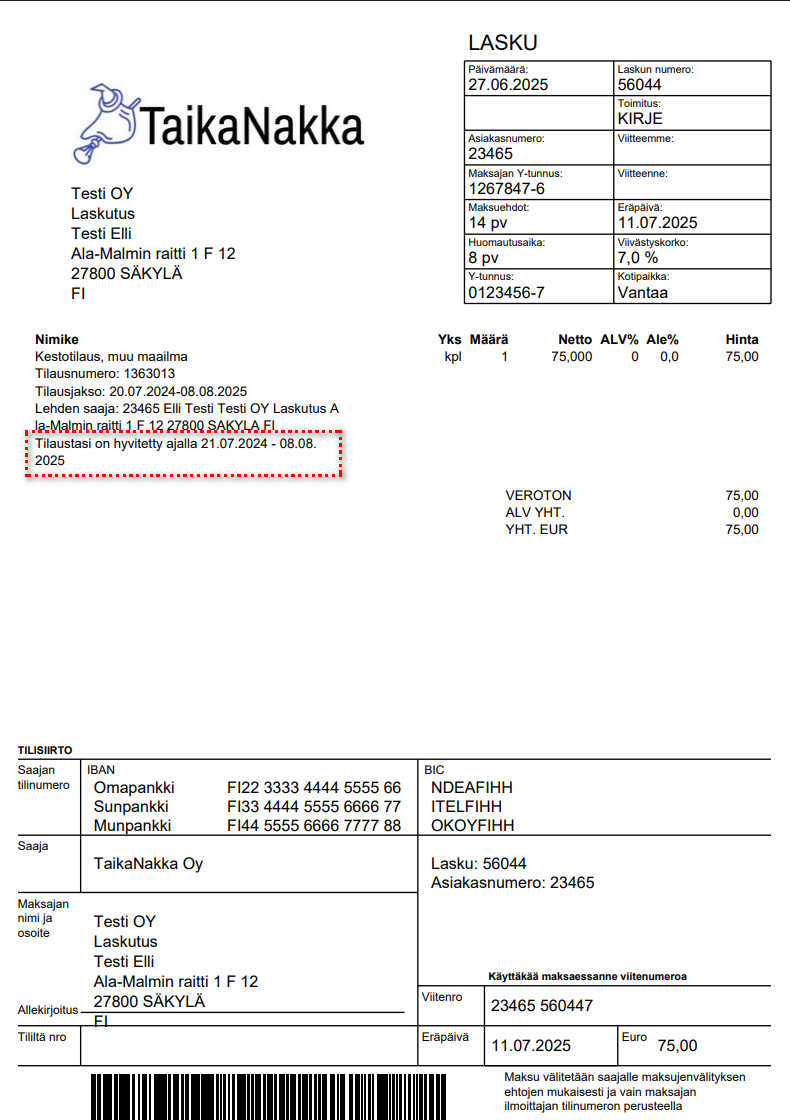 LASKU
TaikaNakka
Päivämäärä:
27.06.2025
Laskun numero:
56044
Toimitus:
KIRJE
Asiakasnumero:
23465
Viitteemme:
Maksajan Y-tunnus:
1267847-6
Viitteenne:
Maksuehdot:
14 pv
Eräpäivä:
11.07.2025
Huomautusaika:
8 pv
Viivästyskorko:
7,0 %
Y-tunnus:
0123456-7
Kotipaikka:
Vantaa
Testi OY
Laskutus
Testi Elli
Ala-Malmin raitti 1 F 12
27800 SÄKYLÄ
FI
Nimike Yks Määrä Netto ALV% Ale% Hinta
Kestotilaus, muu maailma kpl 1 75,000 0 0,0 75,00
Tilausnumero: 1363013
Tilausjakso: 20.07.2024-08.08.2025
Lehden saaja: 23465 Elli Testi Testi OY Laskutus A
la-Malmin raitti 1 F 12 27800 SÄKYLÄ FI
Tilaustasi on hyvitetty ajalla 21.07.2024 - 08.08.
2025
VEROTON 75,00
ALV YHT. 0,00
YHT. EUR 75,00
TILISIIRTO
Saajan
tilinumero
IBAN
Omapankki FI22 3333 4444 5555 66
Sunpankki FI33 4444 5555 6666 77
Munpankki FI44 5555 6666 7777 88
BIC
NDEAFIHH
ITELFIHH
OKOYFIHH
Saaja
TaikaNakka Oy
Lasku: 56044
Asiakasnumero: 23465
Maksajan
nimi ja
osoite
Testi OY
Laskutus
Testi Elli
Ala-Malmin raitti 1 F 12
27800 SÄKYLÄ
FI
Käyttäkää maksaessanne viitenumeroa
Allekirjoitus
Viitenro
23465 560447
Tililtä nro
Eräpäivä
11.07.2025
Euro 75,00
Maksu välitetään saajalle maksujenvälityksen
ehtojen mukaisesti ja vain maksajan
ilmoittajan tilinumeron perusteella